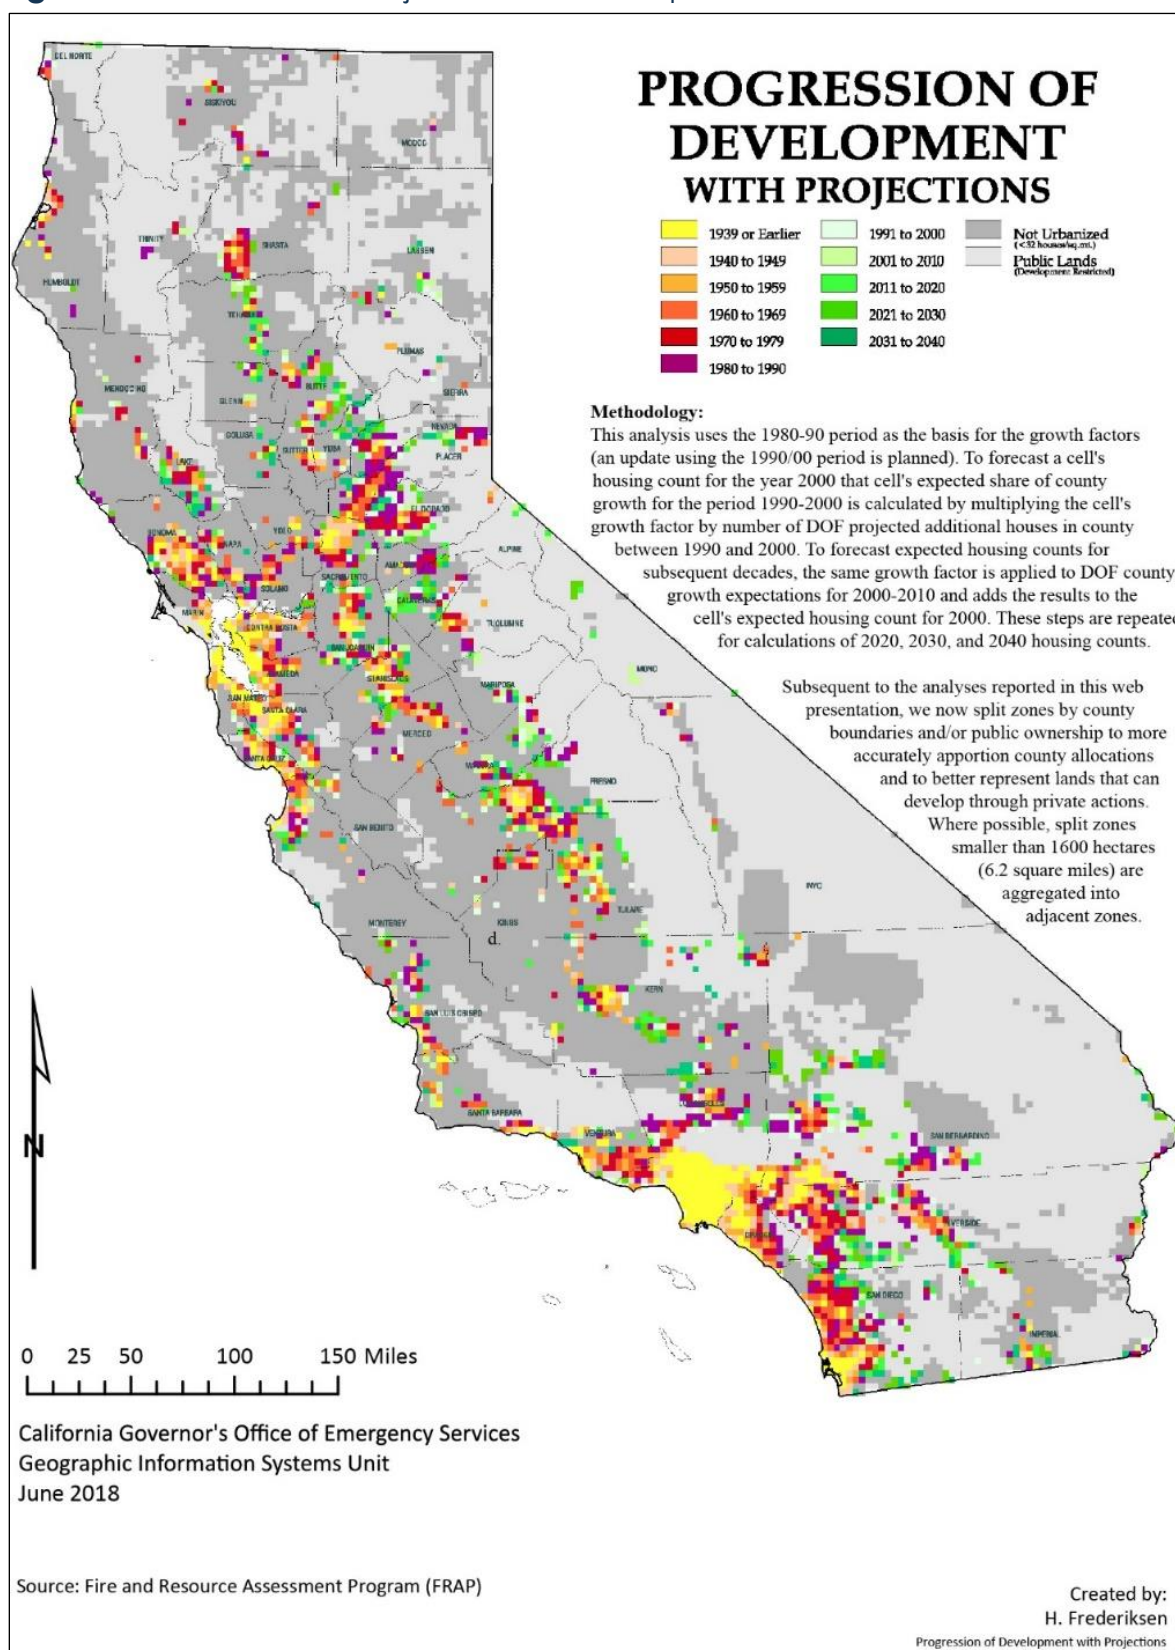 PROGRESSION OF
DEVELOPMENT
WITH PROJECTIONS
1939 or Earlier
1940 to 1949
1950 to 1959
1960 to 1969
1970 to 1979
1980 to 1990
1991 to 2000
2001 to 2010
2011 to 2020
2021 to 2030
2031 to 2040
Not Urbanized
(<32 houses/sq.mi.)
Public Lands
(Development Restricted)
Methodology:
This analysis uses the 1980-90 period as the basis for the growth factors
(an update using the 1990/00 period is planned). To forecast a cell's
housing count for the year 2000 that cell's expected share of county
growth for the period 1990-2000 is calculated by multiplying the cell's
growth factor by number of DOF projected additional houses in county
between 1990 and 2000. To forecast expected housing counts for
subsequent decades, the same growth factor is applied to DOF county
growth expectations for 2000-2010 and adds the results to the
cell's expected housing count for 2000. These steps are repeated
for calculations of 2020, 2030, and 2040 housing counts.
Subsequent to the analyses reported in this web
presentation, we now split zones by county
boundaries and/or public ownership to more
accurately apportion county allocations
and to better represent lands that can
develop through private actions.
Where possible, split zones
smaller than 1600 hectares
(6.2 square miles) are
aggregated into
adjacent zones.
DEL NORTE
SISKIYOU
MODOC
TRINITY
SHASTA
LASSEN
HUMBOLDT
TEHAMA
PLUMAS
MENDOCINO
BUTTE
SIERRA
GLENN
COLUSA
NEVADA
SUTTER
YUBA
PLACER
LAKE
EL DORADO
SONOMA
NAPA
YOLO
ALPINE
SACRAMENTO
AMADOR
SOLANO
CALAVERAS
MARIN
CONTRA COSTA
TUOLUMNE
SAN JOAQUIN
MONO
ALAMEDA
STANISLAUS
MARIPOSA
SAN MATEO
SANTA CLARA
MERCED
SANTA CRUZ
MADERA
FRESNO
SAN BENITO
INYO
TULARE
MONTEREY
KINGS
d.
KERN
SAN LUIS OBISPO
SANTA BARBARA
VENTURA
SAN BERNARDINO
RIVERSIDE
ORANGE
SAN DIEGO
IMPERIAL
N
0 25 50 100 150 Miles
California Governor's Office of Emergency Services
Geographic Information Systems Unit
June 2018
Source: Fire and Resource Assessment Program (FRAP)
Created by:
H. Frederiksen
Progression of Development with Projections